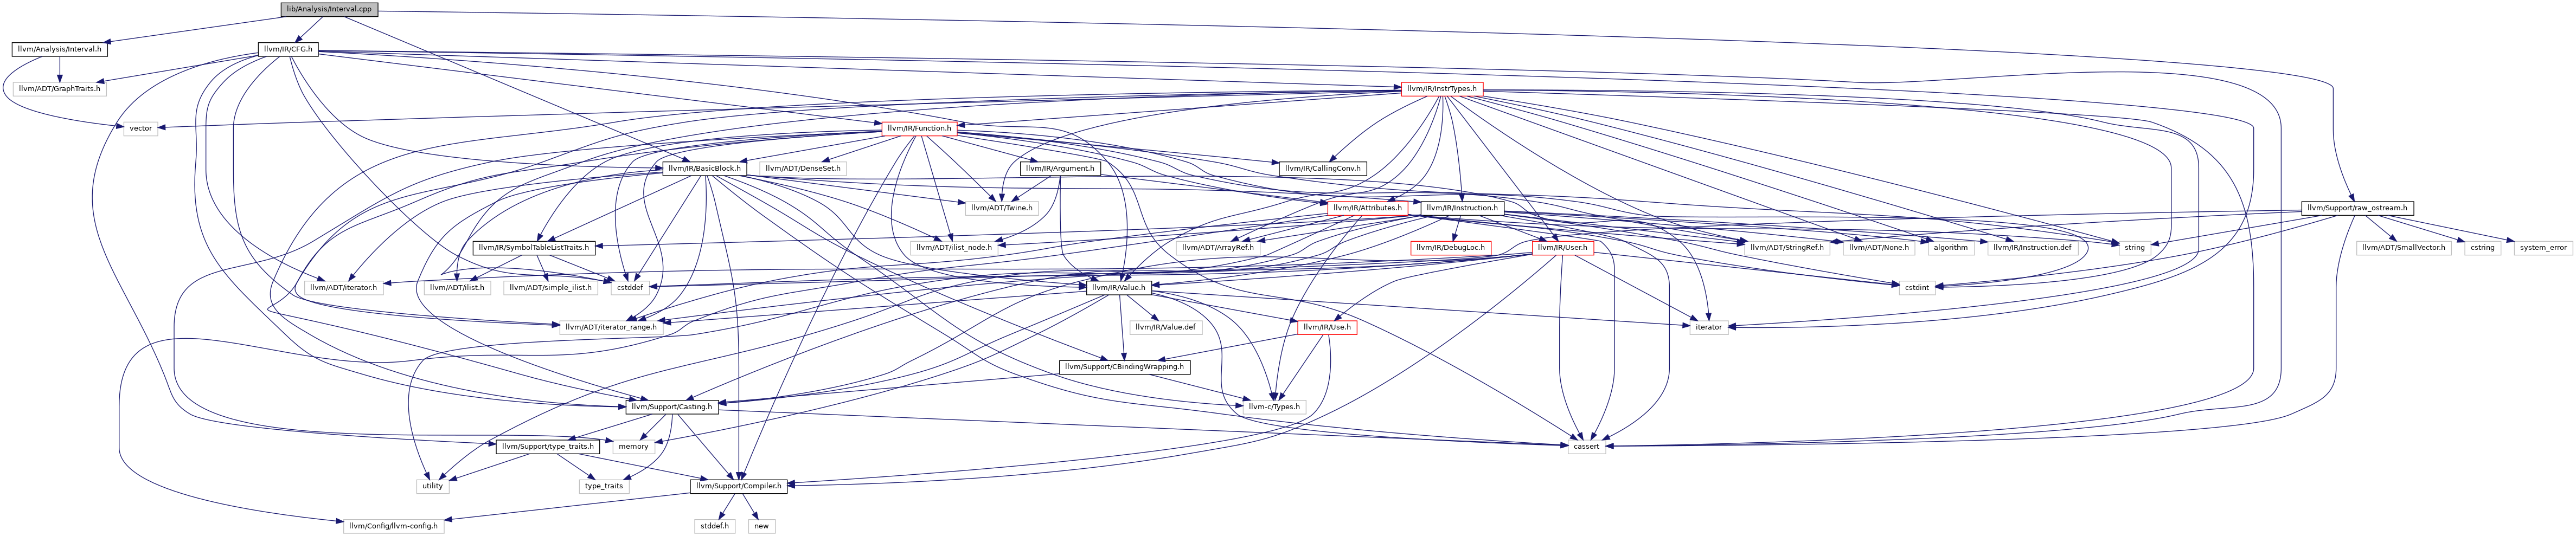 lib/Analysis/Interval.cpp
llvm/Analysis/Interval.h
llvm/IR/CFG.h
llvm/ADT/GraphTraits.h
llvm/IR/InstrTypes.h
vector
llvm/IR/Function.h
llvm/IR/BasicBlock.h
llvm/ADT/DenseSet.h
llvm/IR/Argument.h
llvm/IR/CallingConv.h
llvm/ADT/Twine.h
llvm/IR/Attributes.h
llvm/IR/Instruction.h
llvm/Support/raw_ostream.h
llvm/IR/SymbolTableListTraits.h
llvm/ADT/ilist_node.h
llvm/ADT/ArrayRef.h
llvm/IR/DebugLoc.h
llvm/IR/User.h
llvm/ADT/StringRef.h
llvm/ADT/None.h
algorithm
llvm/IR/Instruction.def
string
llvm/ADT/SmallVector.h
cstring
system_error
llvm/ADT/iterator.h
llvm/ADT/ilist.h
llvm/ADT/simple_ilist.h
cstddef
llvm/IR/Value.h
cstdint
llvm/ADT/iterator_range.h
llvm/IR/Value.def
llvm/IR/Use.h
iterator
llvm/Support/CBindingWrapping.h
llvm/Support/Casting.h
llvm-c/Types.h
llvm/Support/type_traits.h
memory
cassert
utility
type_traits
llvm/Support/Compiler.h
llvm/Config/llvm-config.h
stddef.h
new